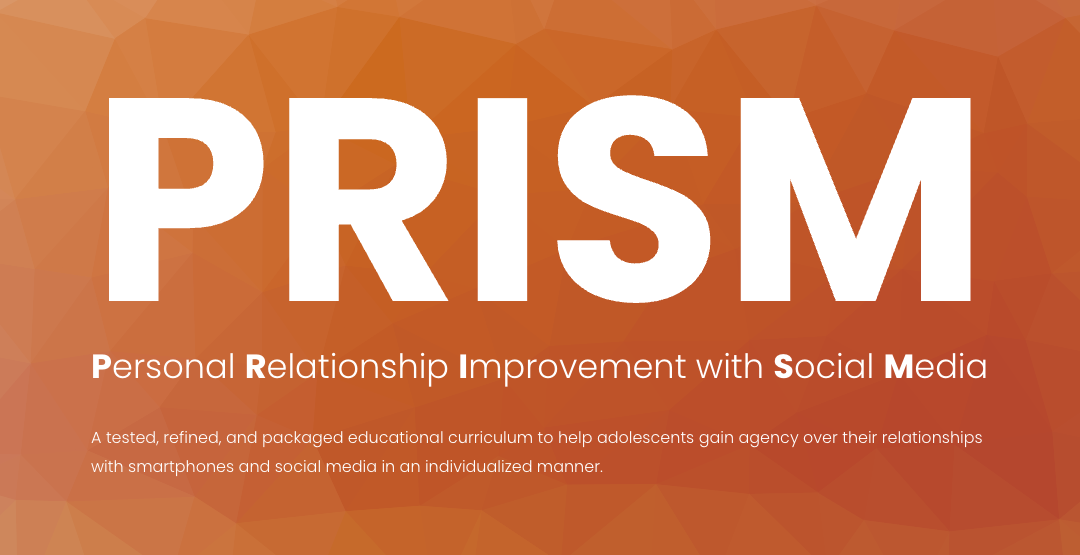 PRISM
Personal Relationship Improvement with Social Media
A tested, refined, and packaged educational curriculum to help adolescents gain agency over their relationships
with smartphones and social media in an individualized manner.